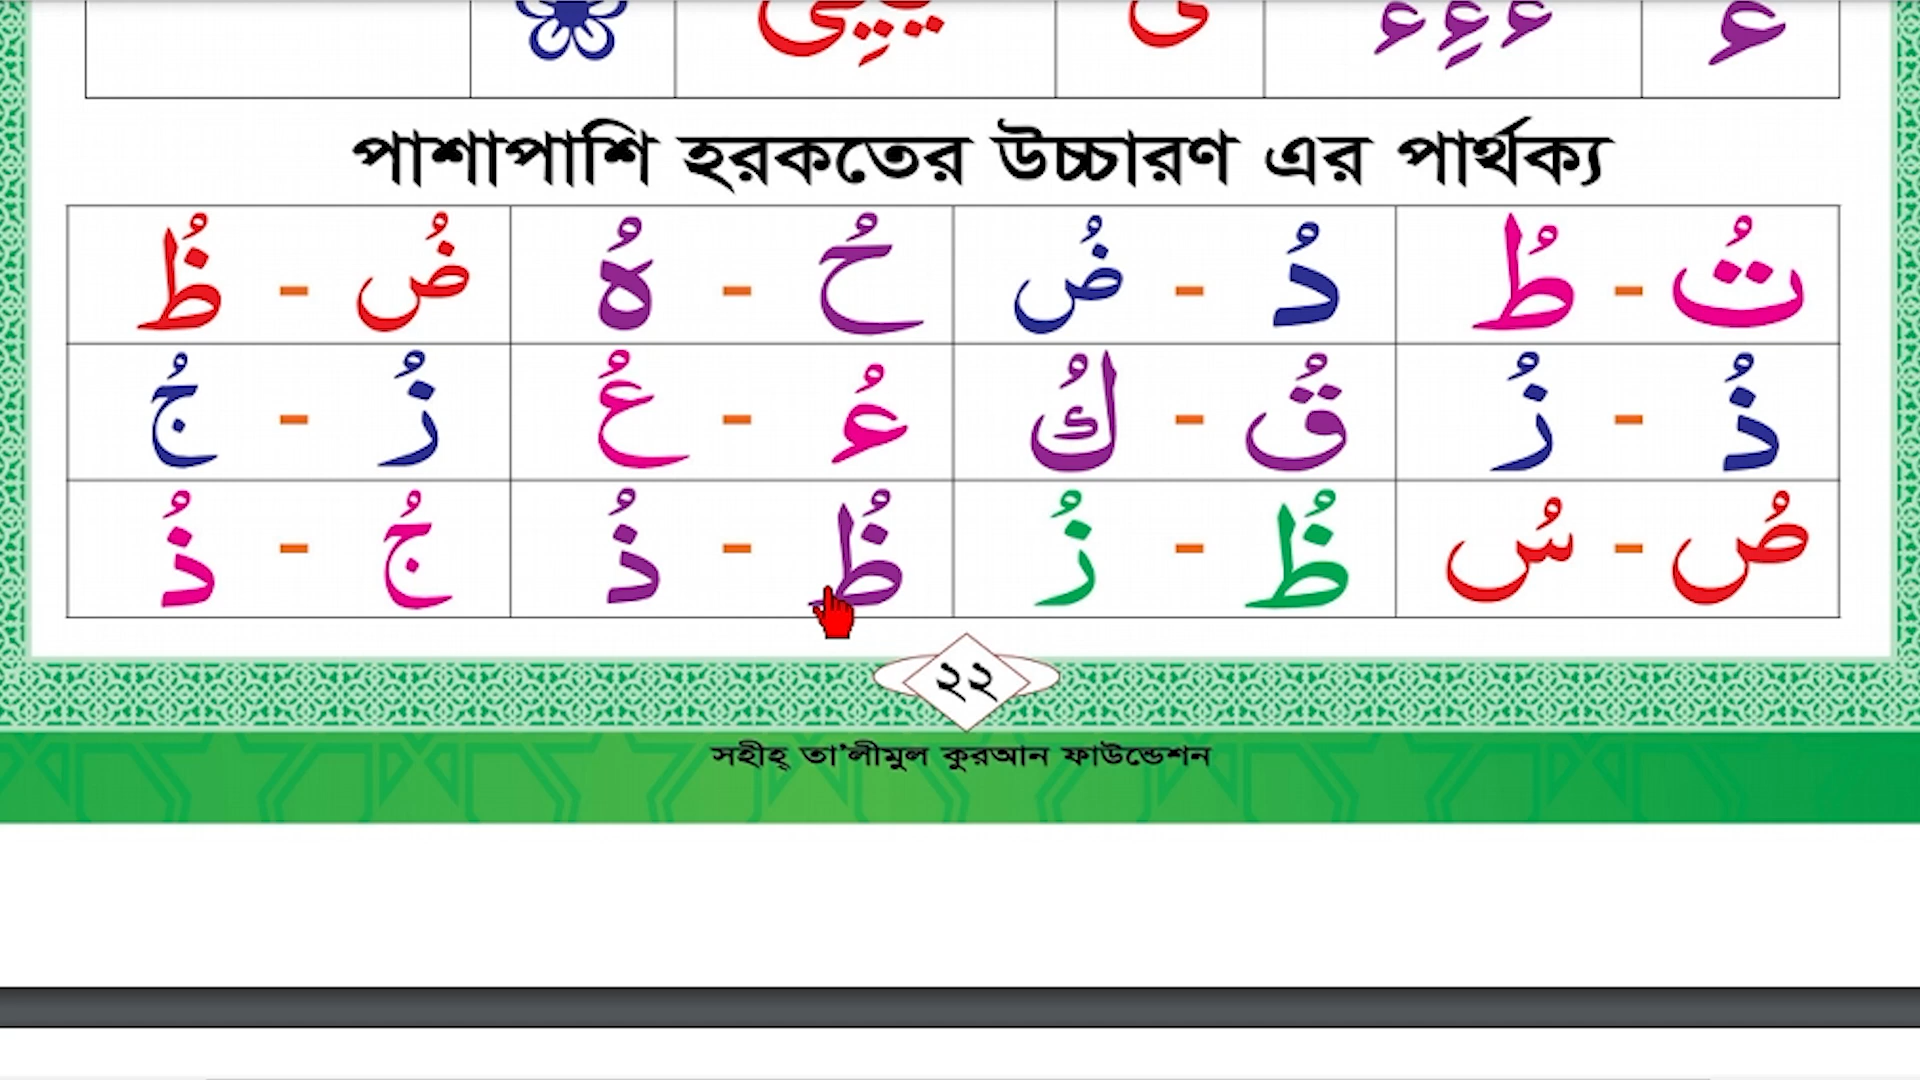 ء ءِءِء ى يَيِيَ
পাশাপাশি হরকতের উচ্চারণ এর পার্থক্য
تُ - طُ دُ - ضُ حُ - هُ ضُ - ظُ
ذُ - زُ قُ - كُ ءُ - عُ زُ - جُ
صُ - سُ ظُ - زُ ظُ - ذُ جُ - ذُ
২২
সহীহ্ তা'লীমুল কুরআন ফাউন্ডেশন